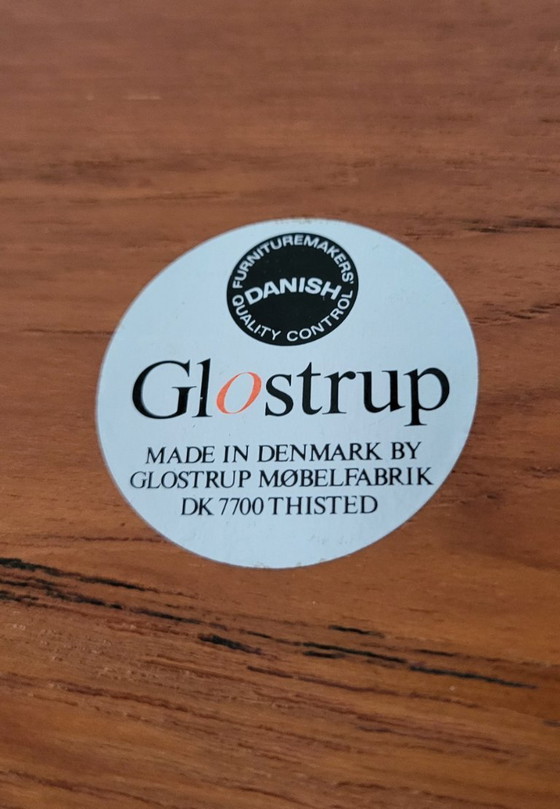 FURNITUREMAKERS'
DANISH
QUALITY CONTROL
Glostrup
MADE IN DENMARK BY
GLOSTRUP MØBELFABRIK
DK 7700 THISTED